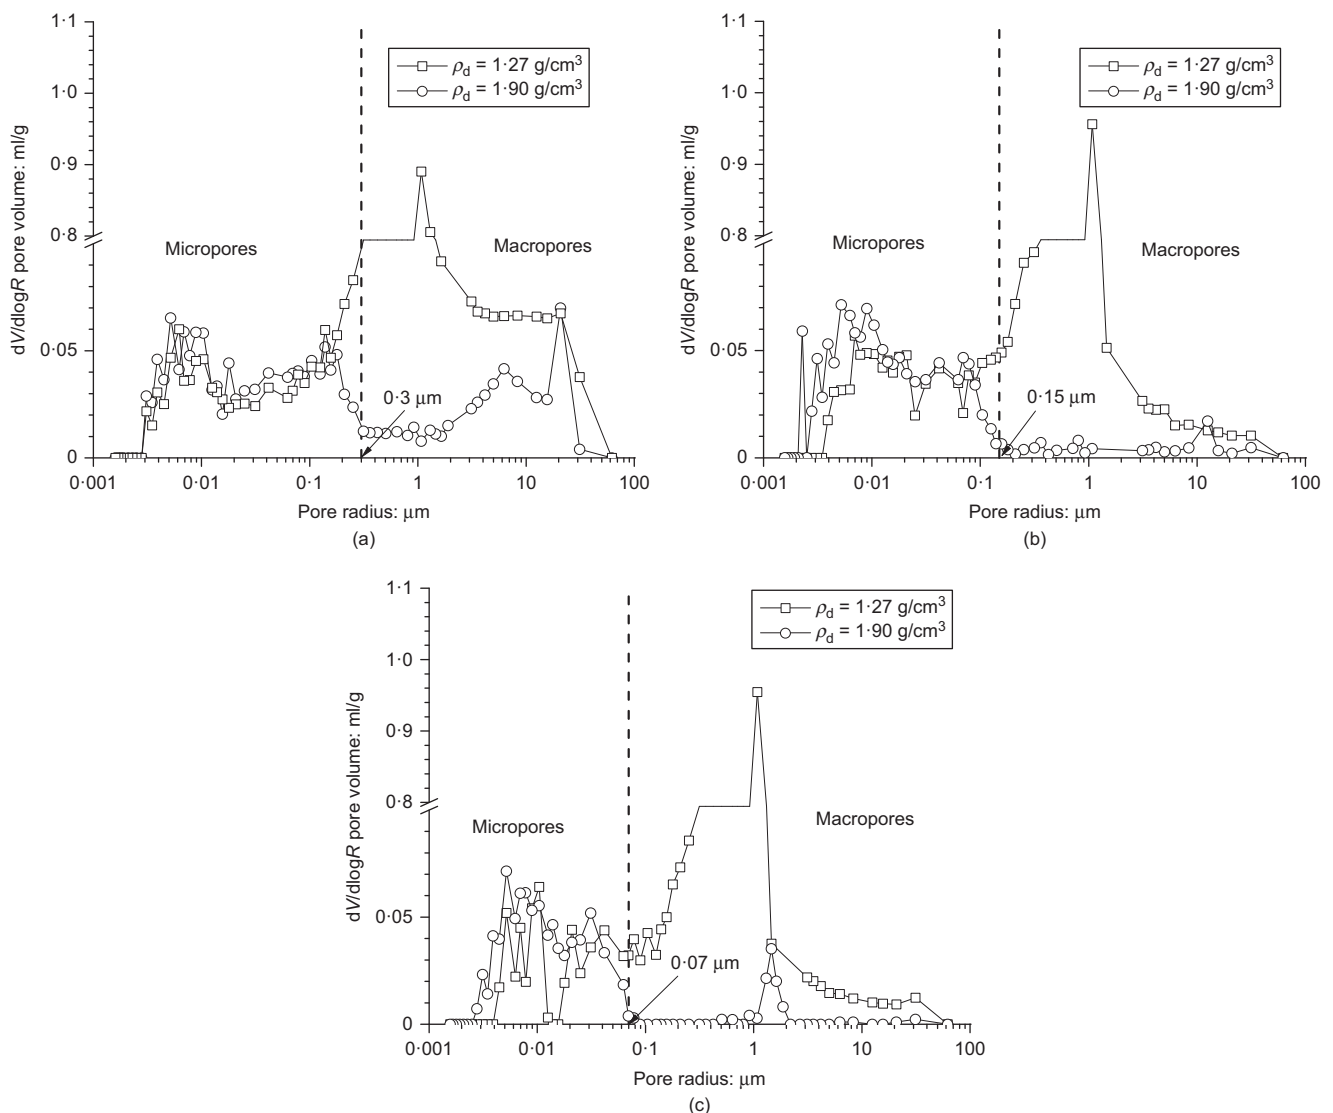 1·1
1·0
0·9
0·8
0·05
0
dV/dlogR pore volume: ml/g
ρd = 1·27 g/cm³
ρd = 1·90 g/cm³
Micropores
Macropores
0·3 μm
0·001 0·01 0·1 1 10 100
Pore radius: μm
(a)
1·1
1·0
0·9
0·8
0·05
0
dV/dlogR pore volume: ml/g
ρd = 1·27 g/cm³
ρd = 1·90 g/cm³
Micropores
Macropores
0·15 μm
0·001 0·01 0·1 1 10 100
Pore radius: μm
(b)
1·1
1·0
0·9
0·8
0·05
0
dV/dlogR pore volume: ml/g
ρd = 1·27 g/cm³
ρd = 1·90 g/cm³
Micropores
Macropores
0·07 μm
0·001 0·01 0·1 1 10 100
Pore radius: μm
(c)